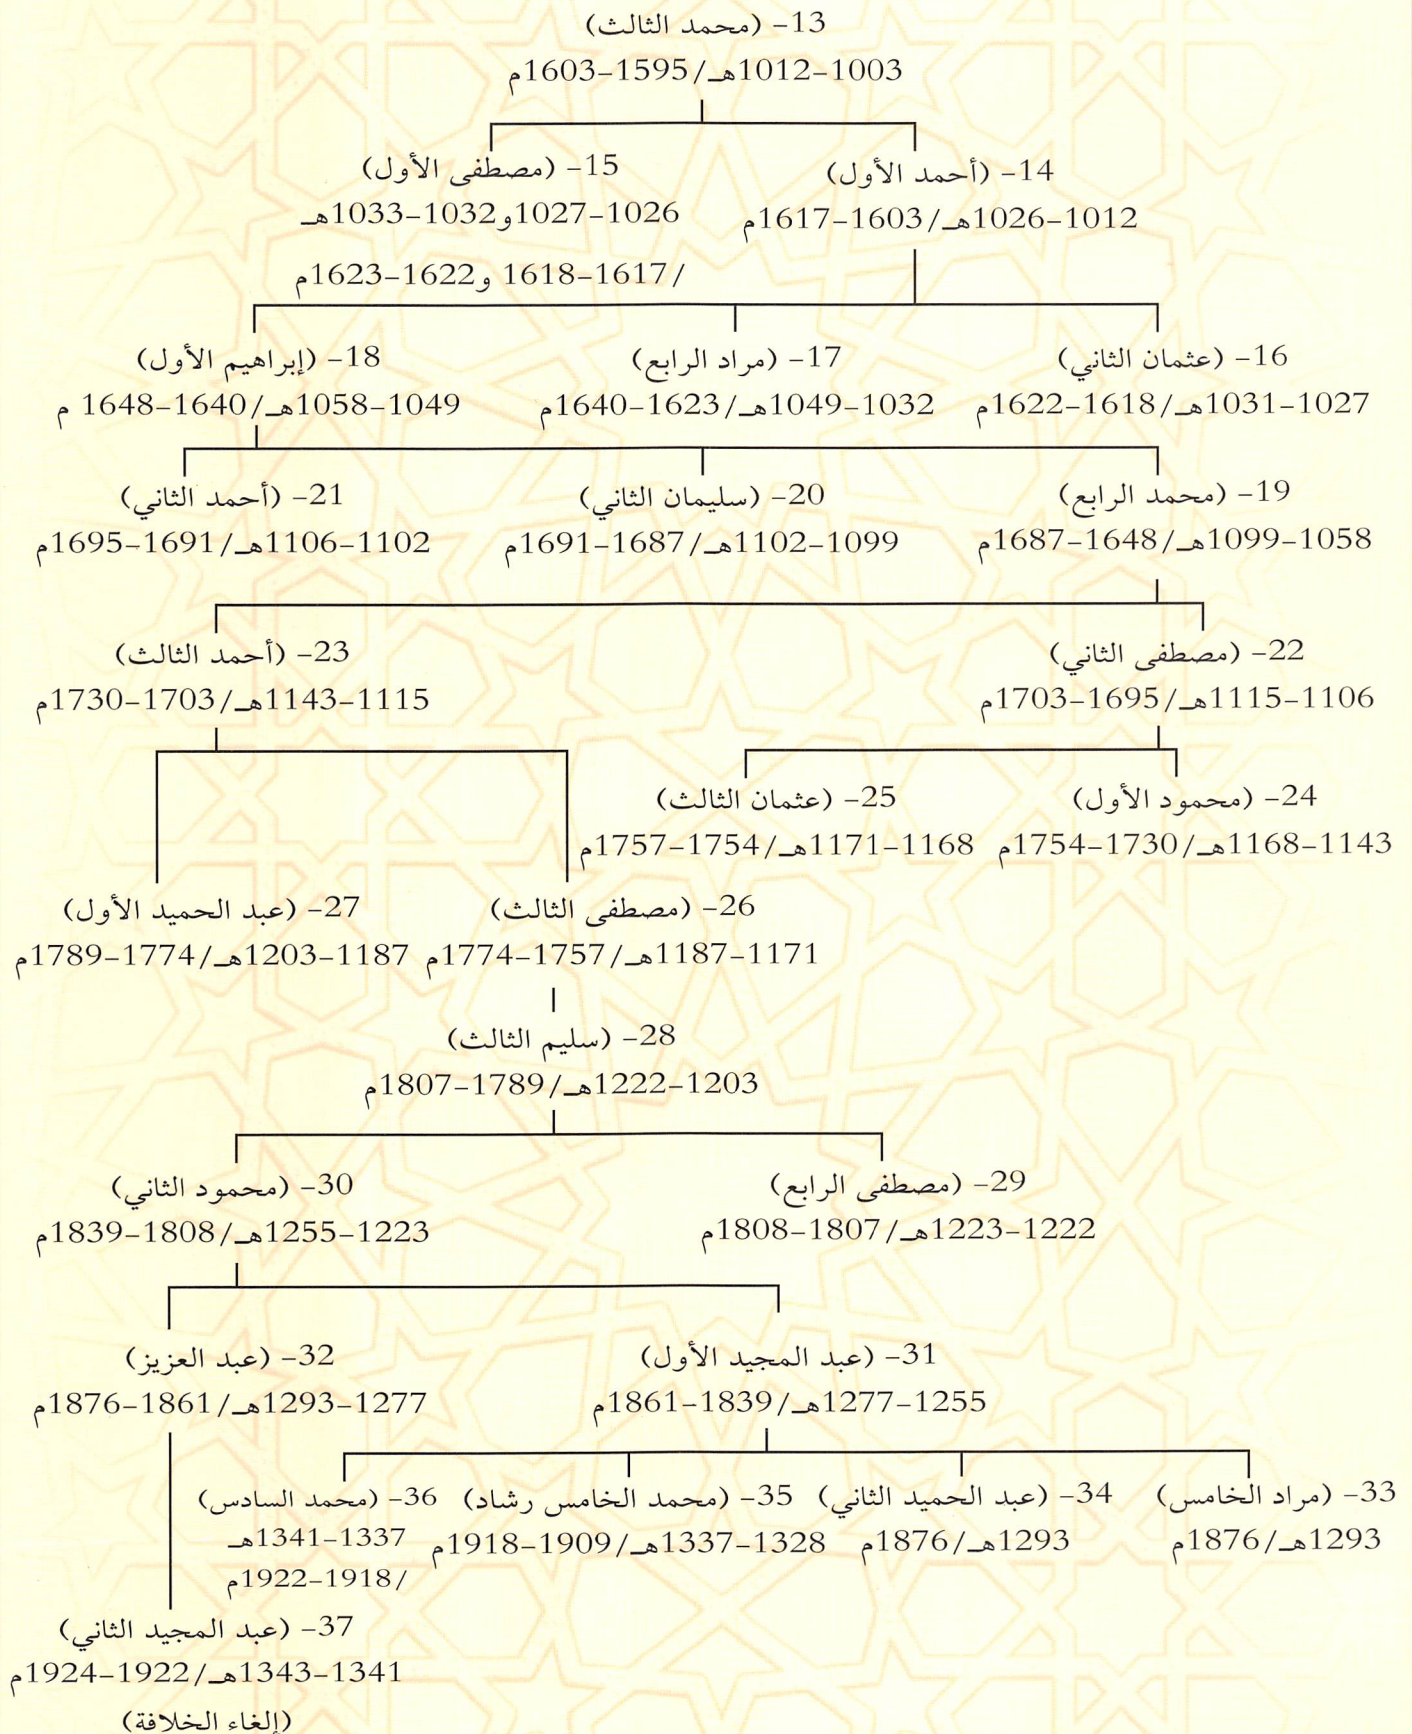 13- (محمد الثالث)
1003-1012هـ/1595-1603م
14- (أحمد الأول)
1012-1026هـ/1603-1617م
15- (مصطفى الأول)
1026-1027و1032-1033هـ
/1617-1618 و1622-1623م
16- (عثمان الثاني)
1027-1031هـ/1618-1622م
17- (مراد الرابع)
1032-1049هـ/1623-1640م
18- (إبراهيم الأول)
1049-1058هـ/1640-1648 م
19- (محمد الرابع)
1058-1099هـ/1648-1687م
20- (سليمان الثاني)
1099-1102هـ/1687-1691م
21- (أحمد الثاني)
1102-1106هـ/1691-1695م
22- (مصطفى الثاني)
1106-1115هـ/1695-1703م
23- (أحمد الثالث)
1115-1143هـ/1703-1730م
24- (محمود الأول)
1143-1168هـ/1730-1754م
25- (عثمان الثالث)
1168-1171هـ/1754-1757م
26- (مصطفى الثالث)
1171-1187هـ/1757-1774م
27- (عبد الحميد الأول)
1187-1203هـ/1774-1789م
28- (سليم الثالث)
1203-1222هـ/1789-1807م
29- (مصطفى الرابع)
1222-1223هـ/1807-1808م
30- (محمود الثاني)
1223-1255هـ/1808-1839م
31- (عبد المجيد الأول)
1255-1277هـ/1839-1861م
32- (عبد العزيز)
1277-1293هـ/1861-1876م
33- (مراد الخامس)
1293هـ/1876م
34- (عبد الحميد الثاني)
1293هـ/1876م
35- (محمد الخامس رشاد)
1328-1337هـ/1909-1918م
36- (محمد السادس)
1337-1341هـ
/1918-1922م
37- (عبد المجيد الثاني)
1341-1343هـ/1922-1924م
(إلغاء الخلافة)